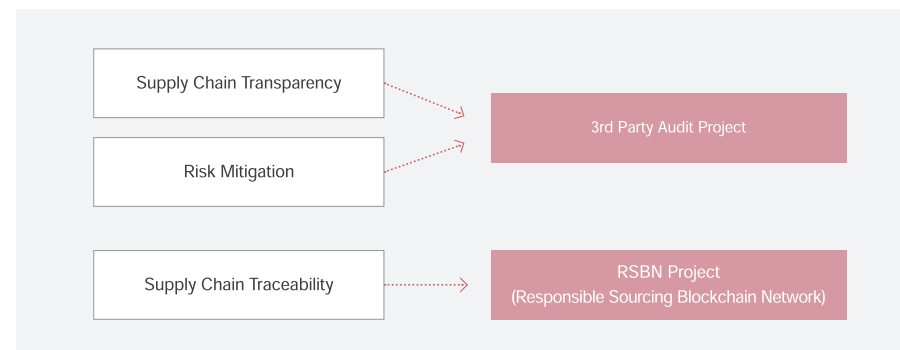 Supply Chain Transparency
3rd Party Audit Project
Risk Mitigation
Supply Chain Traceability
RSBN Project
(Responsible Sourcing Blockchain Network)